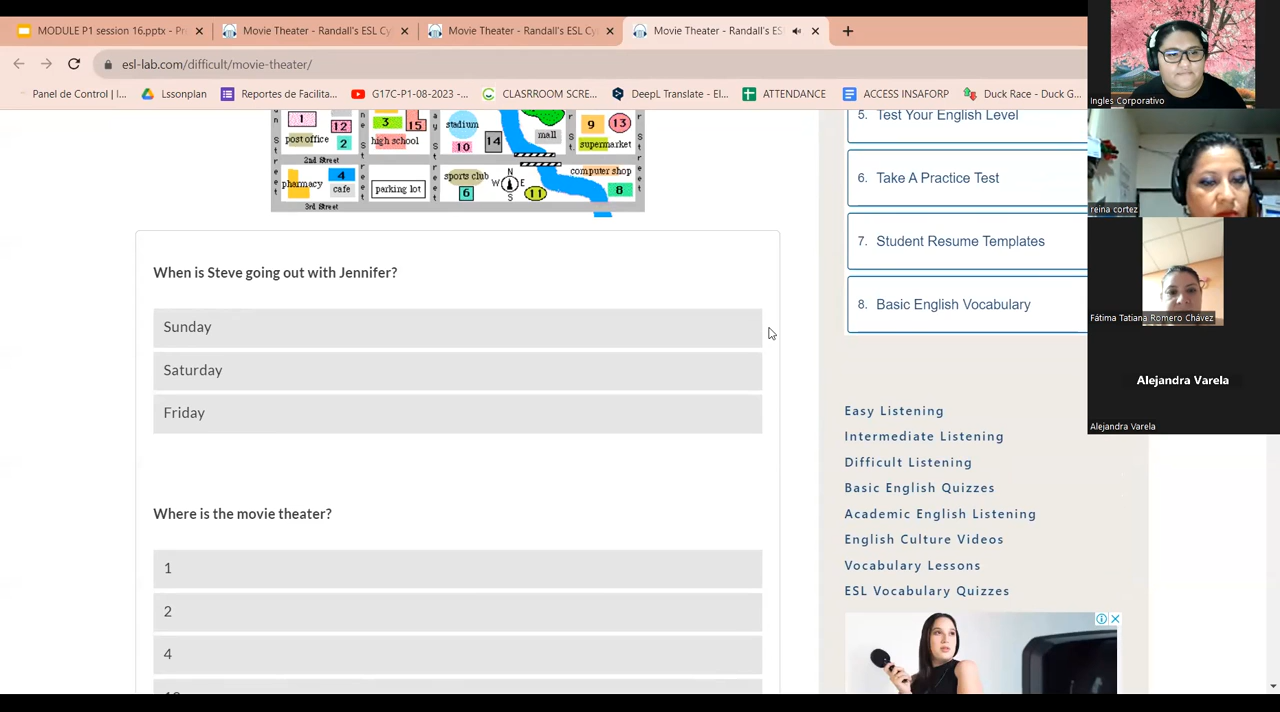 MODULE P1 session 16.pptx - Pr
Movie Theater - Randall's ESL Cy
Movie Theater - Randall's ESL Cy
Movie Theater - Randall's ES
esl-lab.com/difficult/movie-theater/
Panel de Control | I...
Lssonplan
Reportes de Facilita...
G17C-P1-08-2023 -...
CLASRROOM SCRE...
DeepL Translate - El...
ATTENDANCE
ACCESS INSAFORP
Duck Race - Duck G...
Ingles Corporativo
reina cortez
Fátima Tatiana Romero Chávez
Alejandra Varela
Alejandra Varela
1
12
3
15
stadium
14
mall
9
13
post office
2
high school
10
supermarket
2nd Street
pharmacy
4
cafe
parking lot
sports club
6
N
W
E
S
11
computer shop
8
3rd Street
When is Steve going out with Jennifer?
Sunday
Saturday
Friday
Where is the movie theater?
1
2
4
5. Test Your English Level
6. Take A Practice Test
7. Student Resume Templates
8. Basic English Vocabulary
Easy Listening
Intermediate Listening
Difficult Listening
Basic English Quizzes
Academic English Listening
English Culture Videos
Vocabulary Lessons
ESL Vocabulary Quizzes